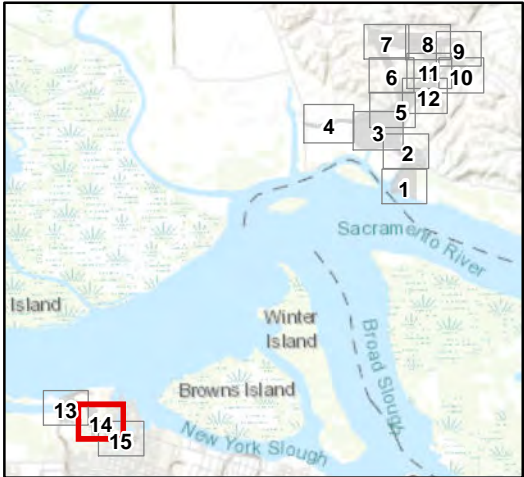 7 8 9
6 11 10
12
5
4 3
2
1
Sacramento River
Island
Winter
Island
Broad Slough
Browns Island
13
14
15
New York Slough